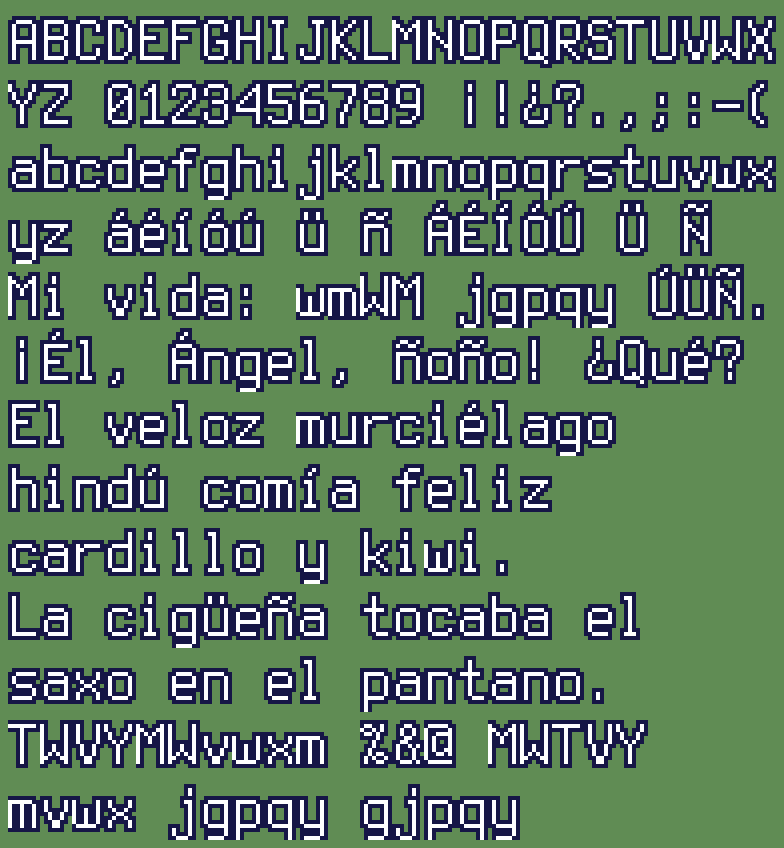 ABCDEFGHIJKLMNOPQRSTUVWX
YZ 0123456789 ¡!¿?.,;:-(
abcdefghijklmnopqrstuvwx
yz áéíóú ü ñ ÁÉÍÓÚ Ü Ñ
Mi vida: wmWM jgpqy ÚÜÑ.
¡Él, Ángel, ñoño! ¿Qué?
El veloz murciélago
hindú comía feliz
cardillo y kiwi.
La cigüeña tocaba el
saxo en el pantano.
TWVYMWvwxm %&@ MWTVY
mvwx jgpqy gjpqy